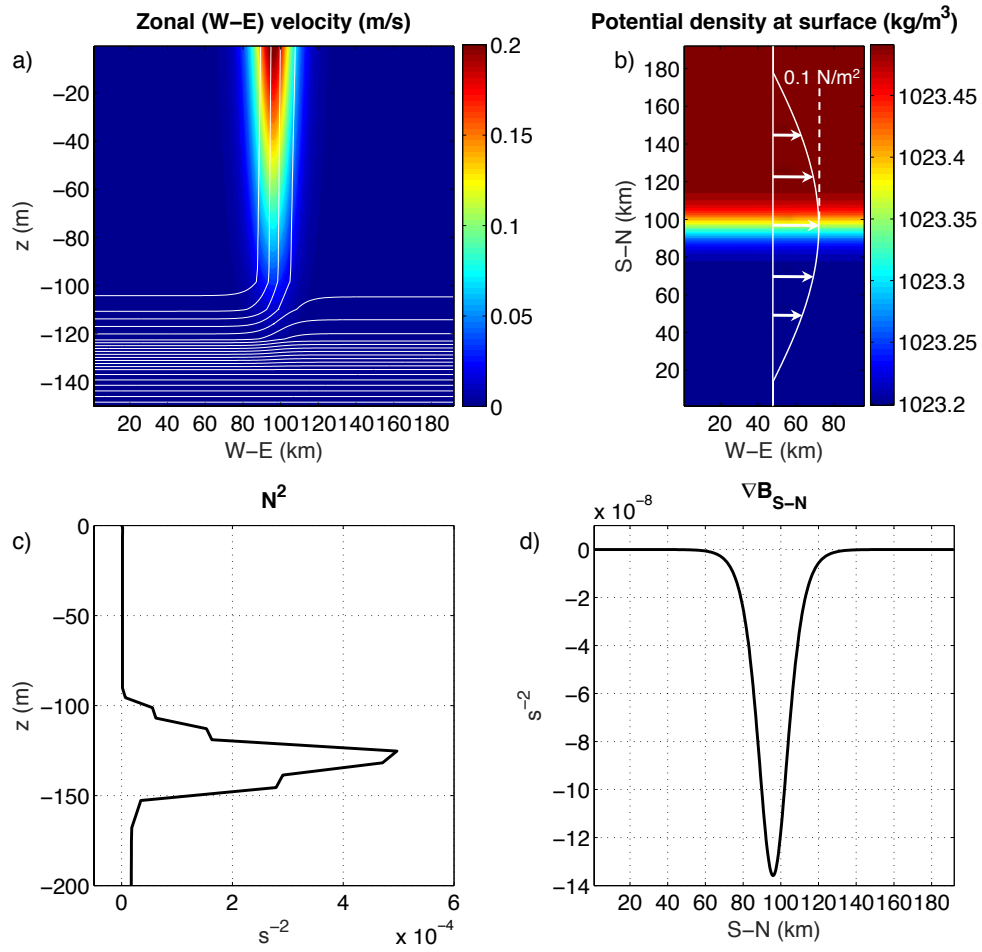 Zonal (W−E) velocity (m/s)
a)
−20
−40
−60
−80
−100
−120
−140
z (m)
20 40 60 80 100 120 140 160 180
W−E (km)
0.2
0.15
0.1
0.05
0
Potential density at surface (kg/m³)
b)
0.1 N/m²
180
160
140
120
100
80
60
40
20
S−N (km)
20 40 60 80
W−E (km)
1023.45
1023.4
1023.35
1023.3
1023.25
1023.2
N²
c)
0
−50
−100
−150
−200
z (m)
0 2 4 6
s⁻² x 10⁻⁴
∇B_S−N
x 10⁻⁸
d)
0
−2
−4
−6
−8
−10
−12
−14
s⁻²
20 40 60 80 100 120 140 160 180
S−N (km)